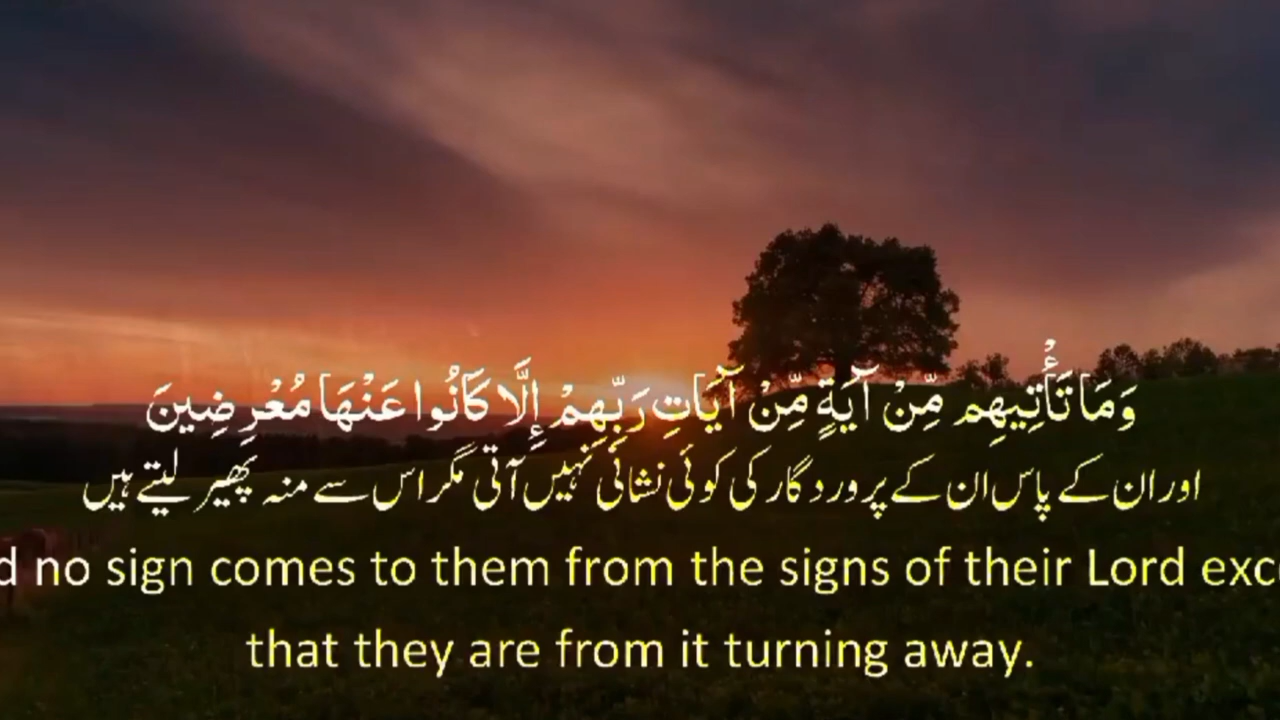 وَمَا تَأْتِيهِم مِّنْ آيَةٍ مِّنْ آيَاتِ رَبِّهِمْ إِلَّا كَانُوا عَنْهَا مُعْرِضِينَ
اور ان کے پاس ان کے پروردگار کی کوئی نشانی نہیں آتی مگر اس سے منہ پھیر لیتے ہیں
d no sign comes to them from the signs of their Lord exc
that they are from it turning away.